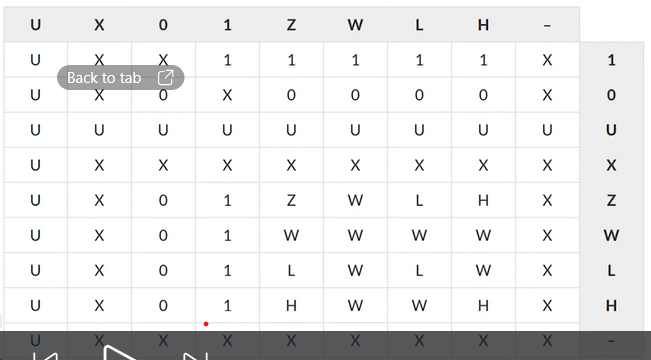 U X 0 1 Z W L H –
U X X 1 1 1 1 1 X 1
Back to tab
U X 0 X 0 0 0 0 X 0
U U U U U U U U U U
U X X X X X X X X X
U X 0 1 Z W L H X Z
U X 0 1 W W W W X W
U X 0 1 L W L W X L
U X 0 1 H W W H X H
U X X X X X X X X –